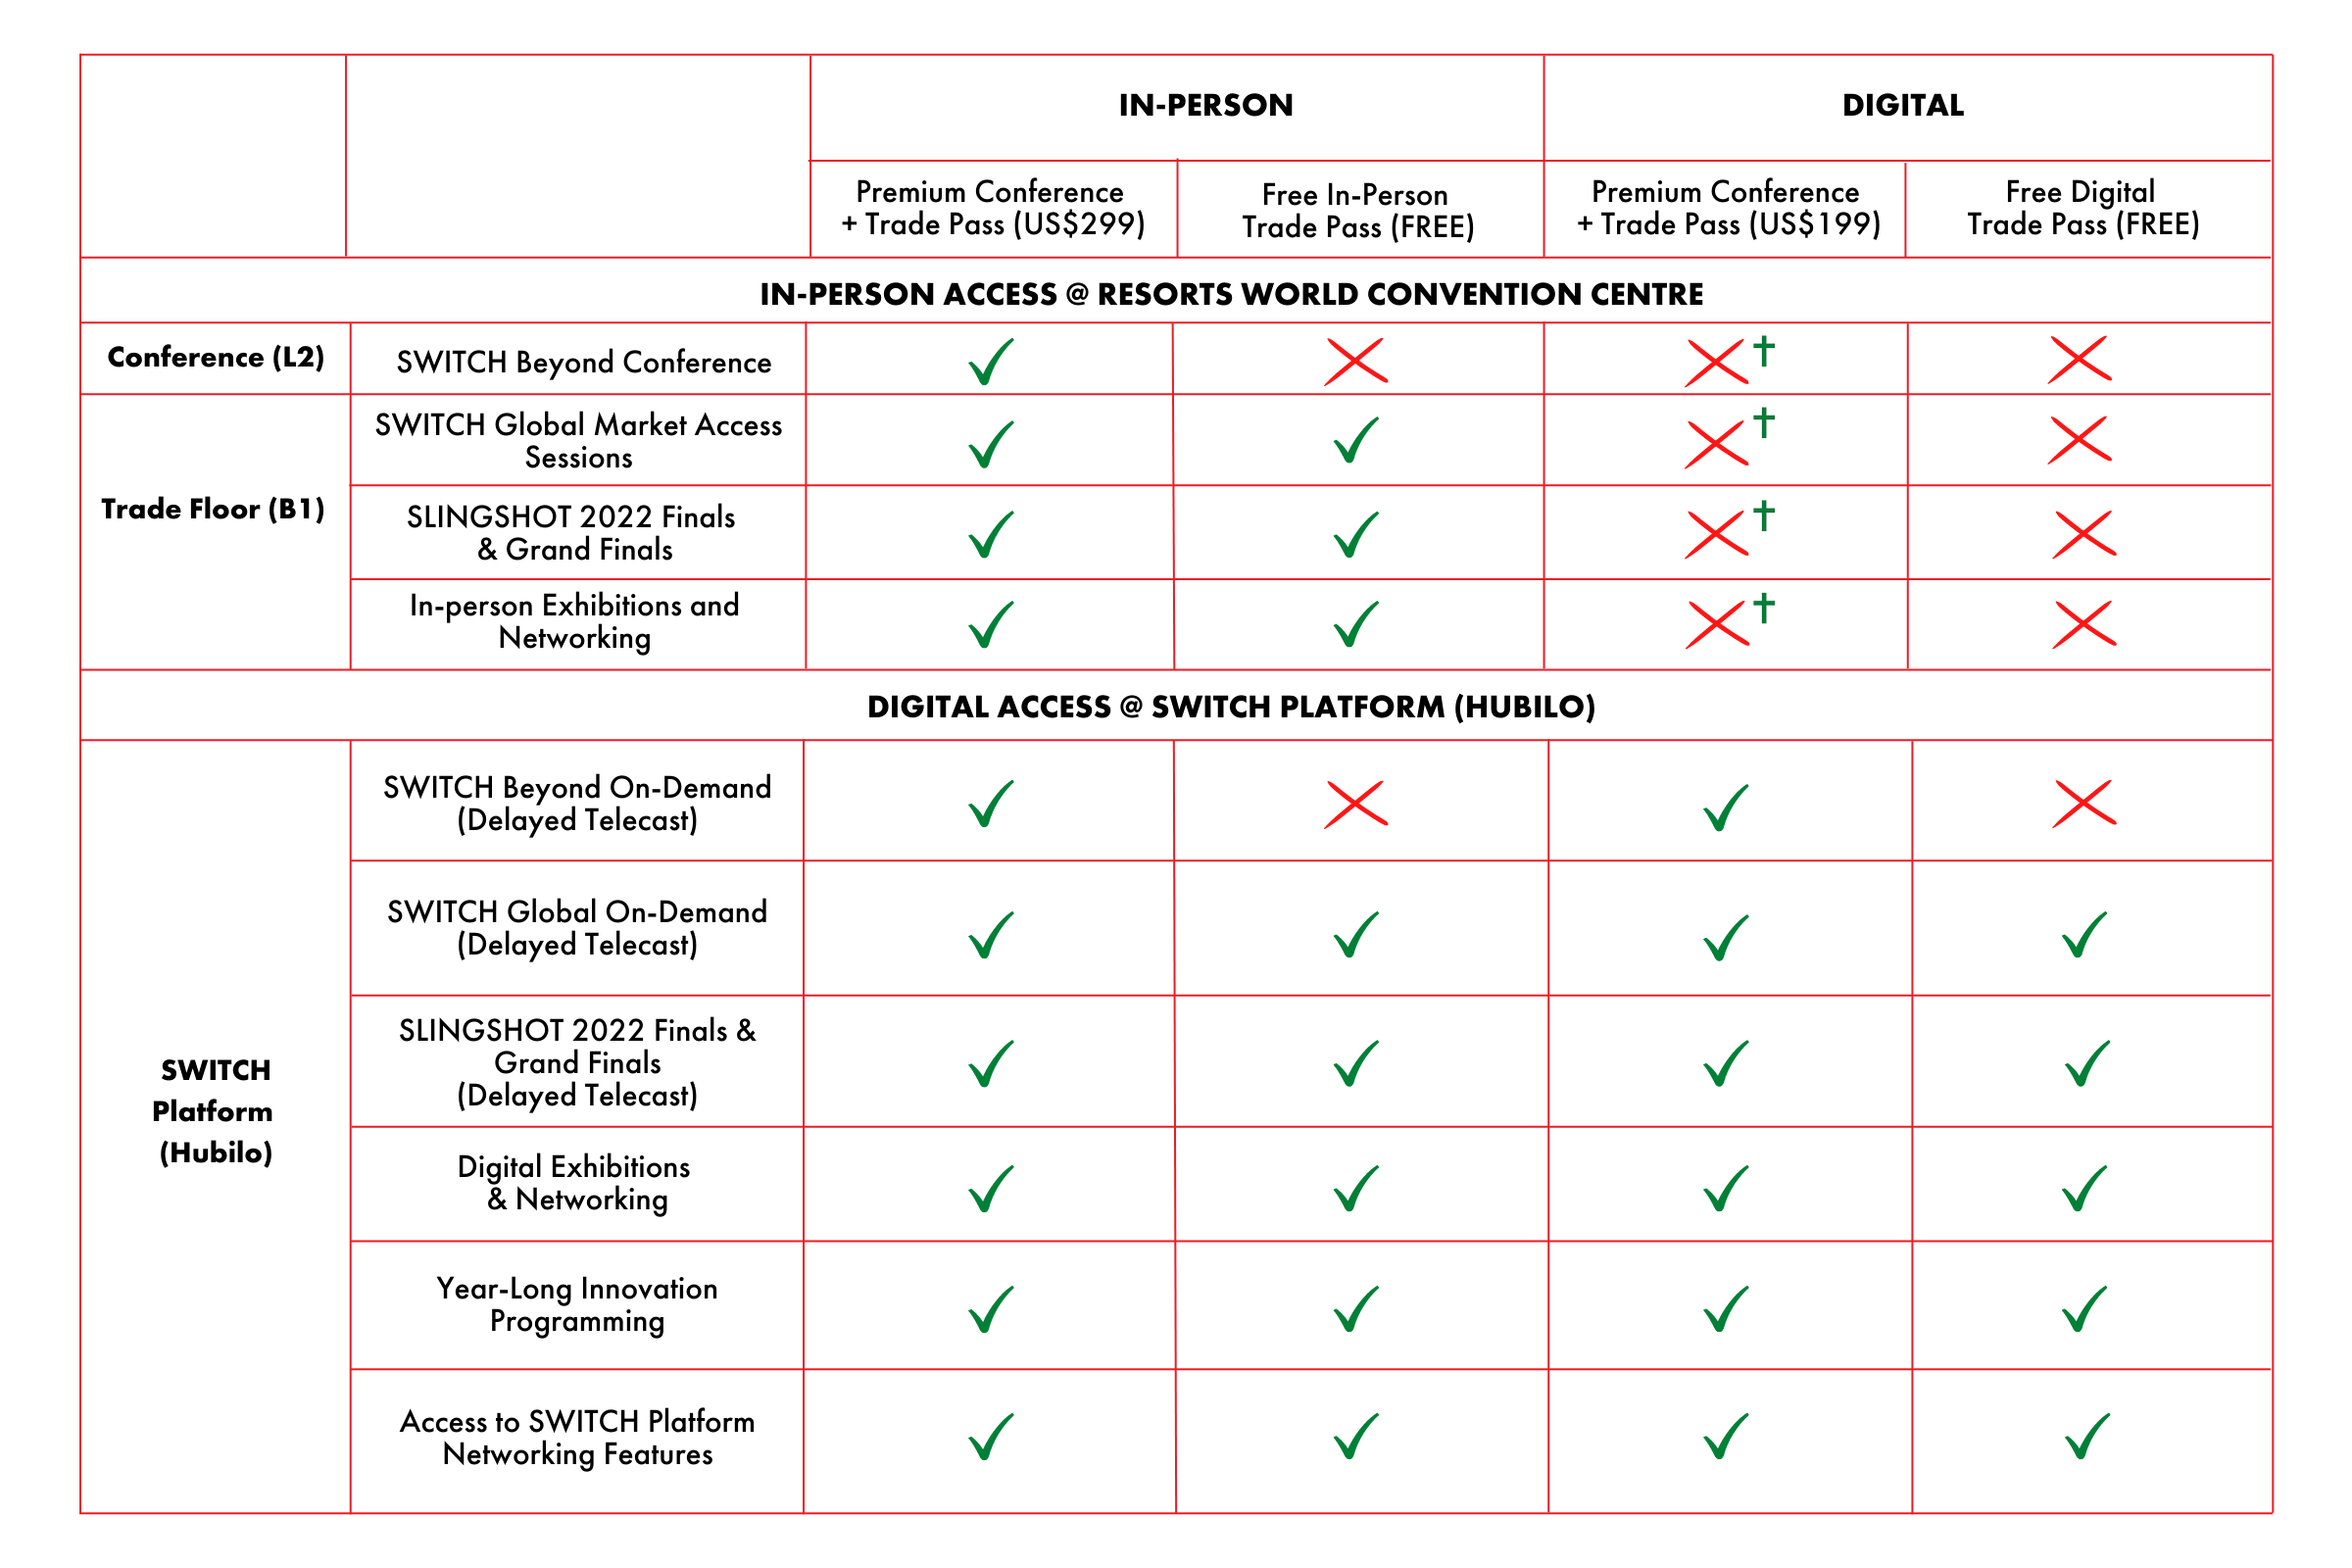 IN-PERSON
DIGITAL
Premium Conference
+ Trade Pass (US$299)
Free In-Person
Trade Pass (FREE)
Premium Conference
+ Trade Pass (US$199)
Free Digital
Trade Pass (FREE)
IN-PERSON ACCESS @ RESORTS WORLD CONVENTION CENTRE
Conference (L2)
SWITCH Beyond Conference
†
Trade Floor (B1)
SWITCH Global Market Access
Sessions
†
SLINGSHOT 2022 Finals
& Grand Finals
†
In-person Exhibitions and
Networking
†
DIGITAL ACCESS @ SWITCH PLATFORM (HUBILO)
SWITCH
Platform
(Hubilo)
SWITCH Beyond On-Demand
(Delayed Telecast)
SWITCH Global On-Demand
(Delayed Telecast)
SLINGSHOT 2022 Finals &
Grand Finals
(Delayed Telecast)
Digital Exhibitions
& Networking
Year-Long Innovation
Programming
Access to SWITCH Platform
Networking Features